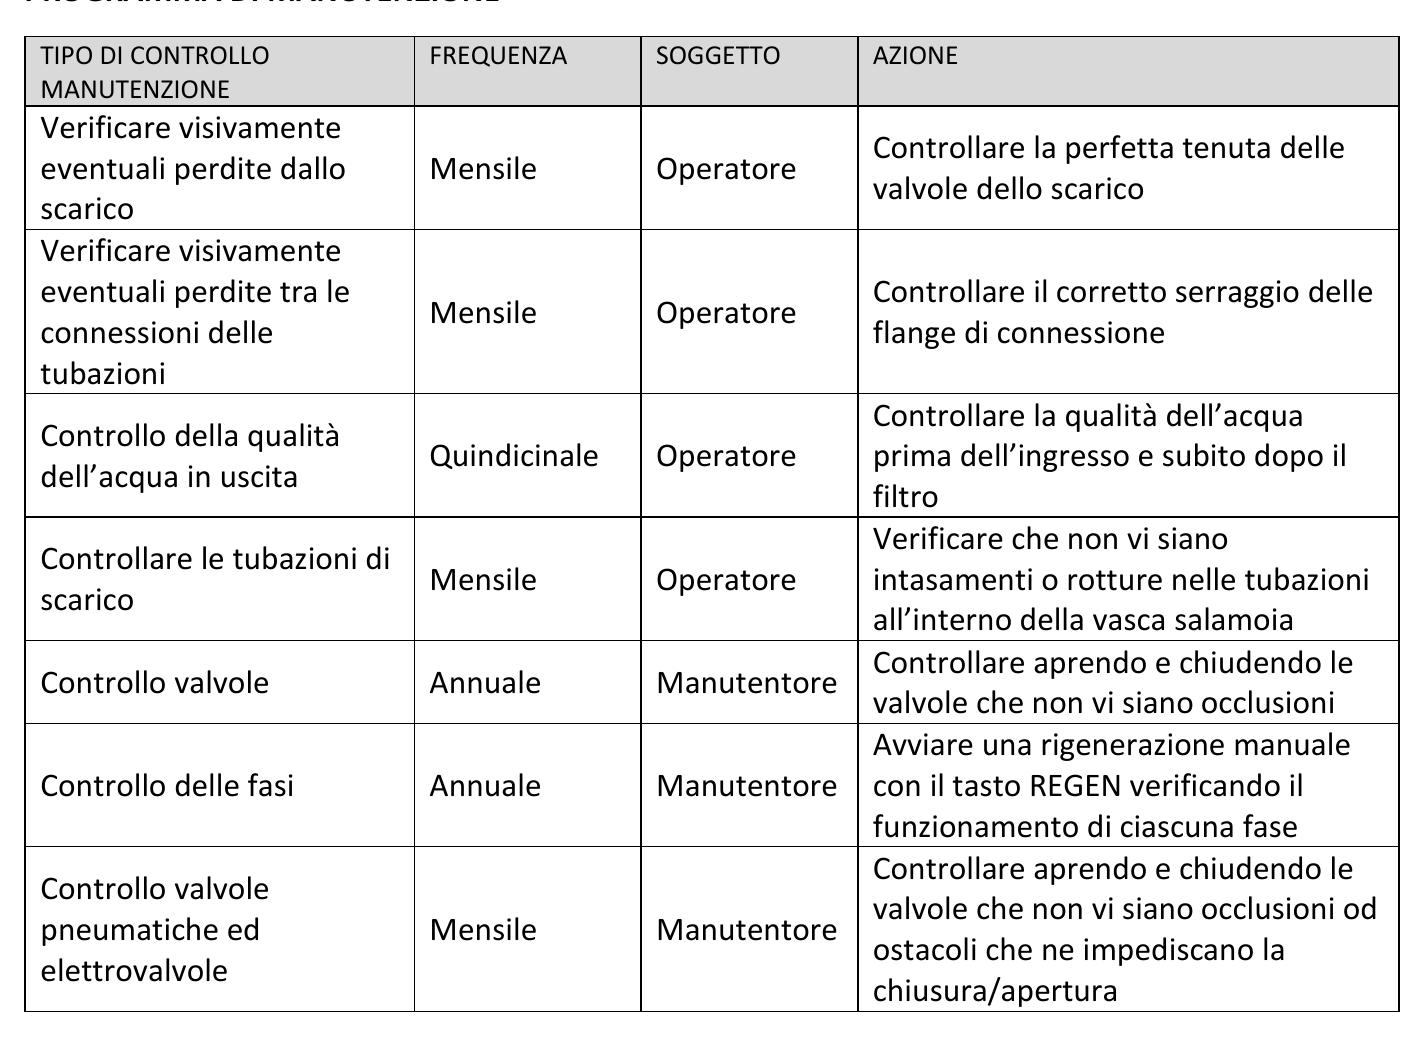 PROGRAMMA DI MANUTENZIONE
TIPO DI CONTROLLO
MANUTENZIONE
FREQUENZA
SOGGETTO
AZIONE
Verificare visivamente
eventuali perdite dallo
scarico
Mensile
Operatore
Controllare la perfetta tenuta delle
valvole dello scarico
Verificare visivamente
eventuali perdite tra le
connessioni delle
tubazioni
Mensile
Operatore
Controllare il corretto serraggio delle
flange di connessione
Controllo della qualità
dell’acqua in uscita
Quindicinale
Operatore
Controllare la qualità dell’acqua
prima dell’ingresso e subito dopo il
filtro
Controllare le tubazioni di
scarico
Mensile
Operatore
Verificare che non vi siano
intasamenti o rotture nelle tubazioni
all’interno della vasca salamoia
Controllo valvole
Annuale
Manutentore
Controllare aprendo e chiudendo le
valvole che non vi siano occlusioni
Controllo delle fasi
Annuale
Manutentore
Avviare una rigenerazione manuale
con il tasto REGEN verificando il
funzionamento di ciascuna fase
Controllo valvole
pneumatiche ed
elettrovalvole
Mensile
Manutentore
Controllare aprendo e chiudendo le
valvole che non vi siano occlusioni od
ostacoli che ne impediscano la
chiusura/apertura